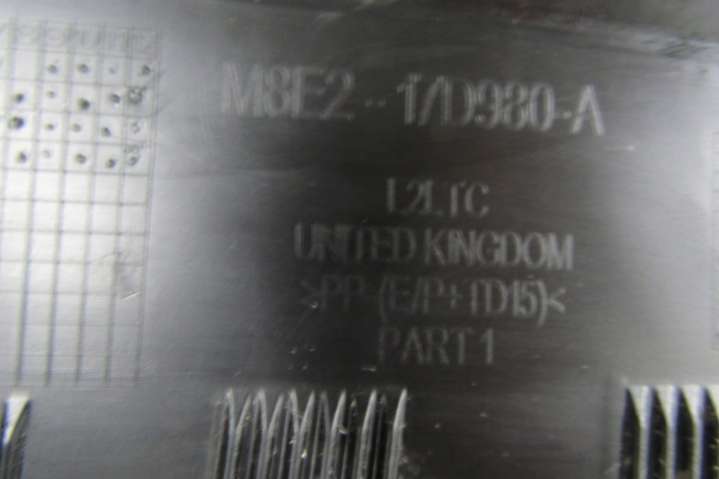 M8E2-17D980-A
L2LTC
UNITED KINGDOM
>PP-(E/P+TD15)<
PART 1